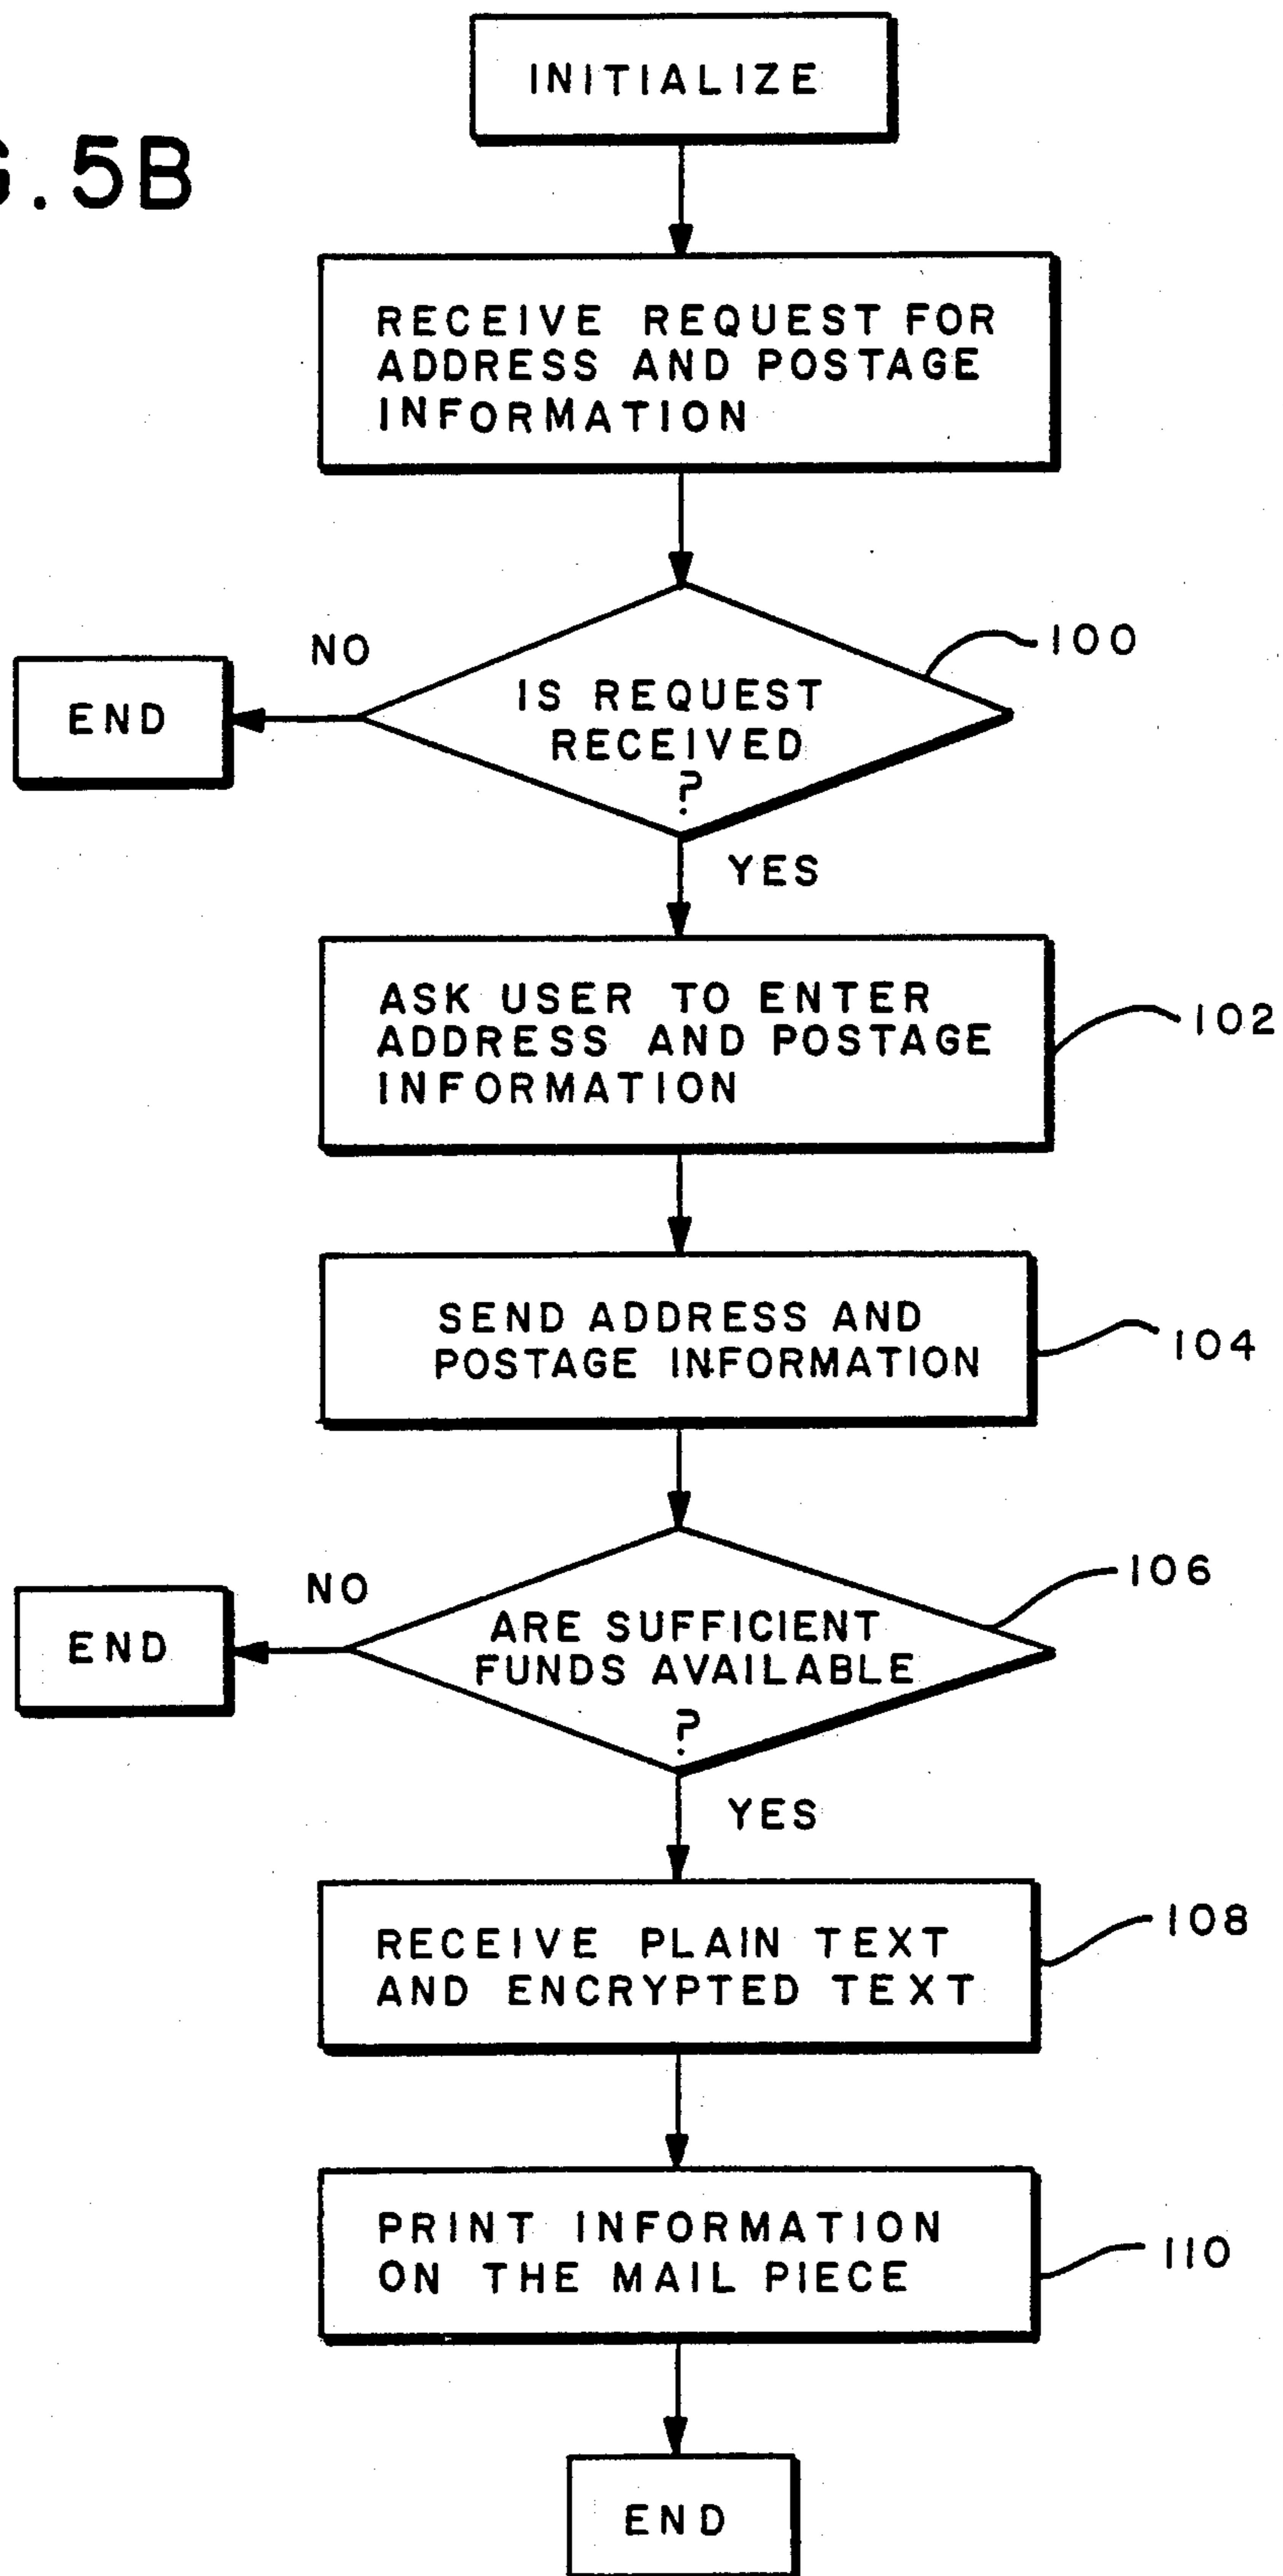 G.5B
INITIALIZE
RECEIVE REQUEST FOR
ADDRESS AND POSTAGE
INFORMATION
100
NO
IS REQUEST
RECEIVED
?
END
YES
ASK USER TO ENTER
ADDRESS AND POSTAGE
INFORMATION
102
SEND ADDRESS AND
POSTAGE INFORMATION
104
106
NO
ARE SUFFICIENT
FUNDS AVAILABLE
?
END
YES
RECEIVE PLAIN TEXT
AND ENCRYPTED TEXT
108
PRINT INFORMATION
ON THE MAIL PIECE
110
END